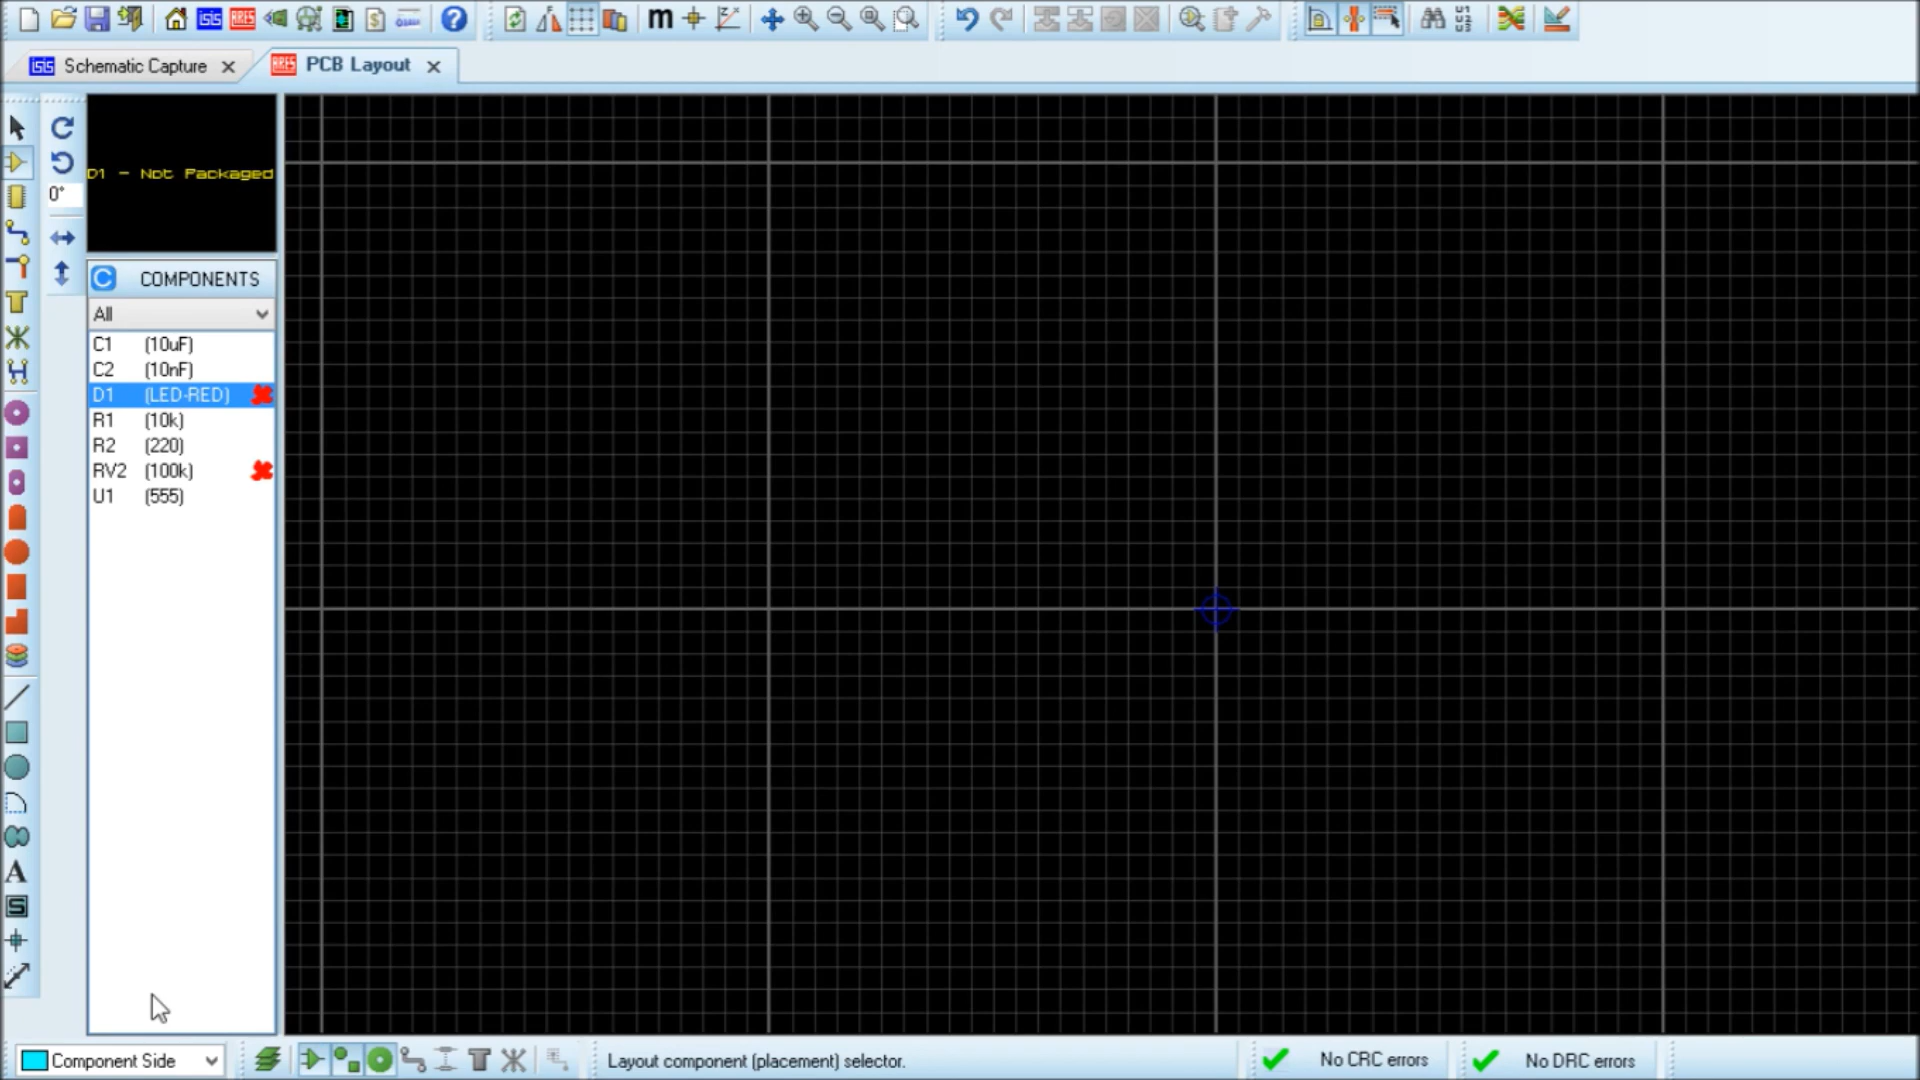 m
Schematic Capture
PCB Layout
D1 - Not Packaged
0°
COMPONENTS
All
C1 (10uF)
C2 (10nF)
D1 (LED-RED)
R1 (10k)
R2 (220)
RV2 (100k)
U1 (555)
A
S
Component Side
Layout component (placement) selector.
No CRC errors
No DRC errors